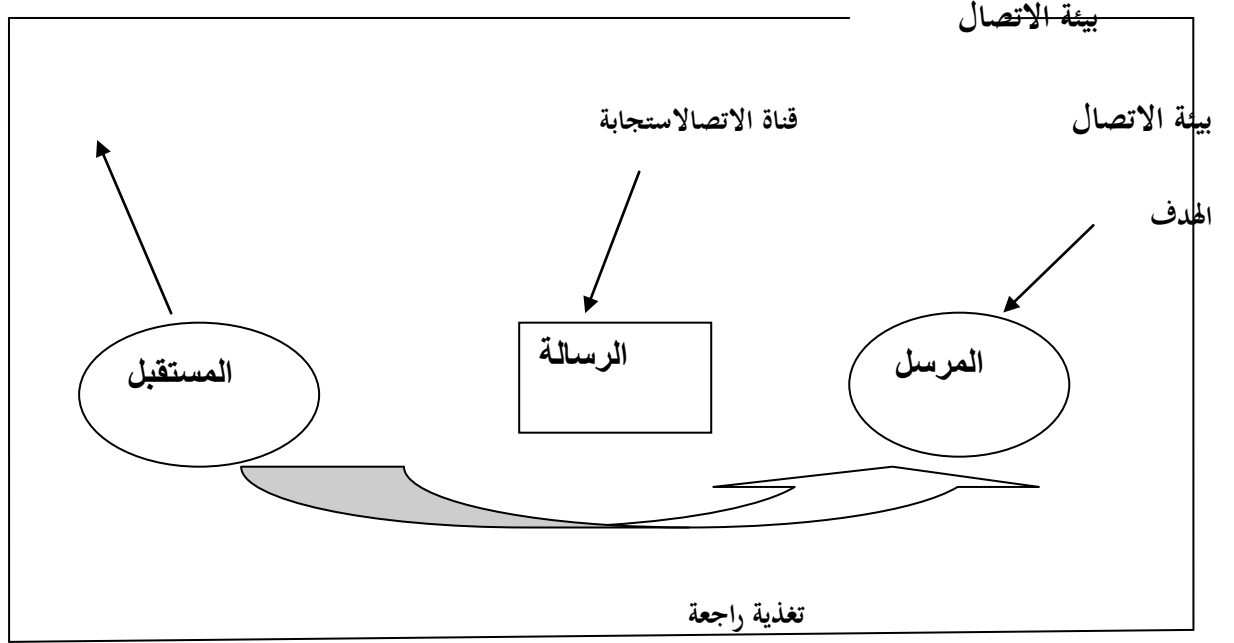 بيئة الاتصال
بيئة الاتصال
قناة الاتصالاستجابة
الهدف
المرسل
الرسالة
المستقبل
تغذية راجعة